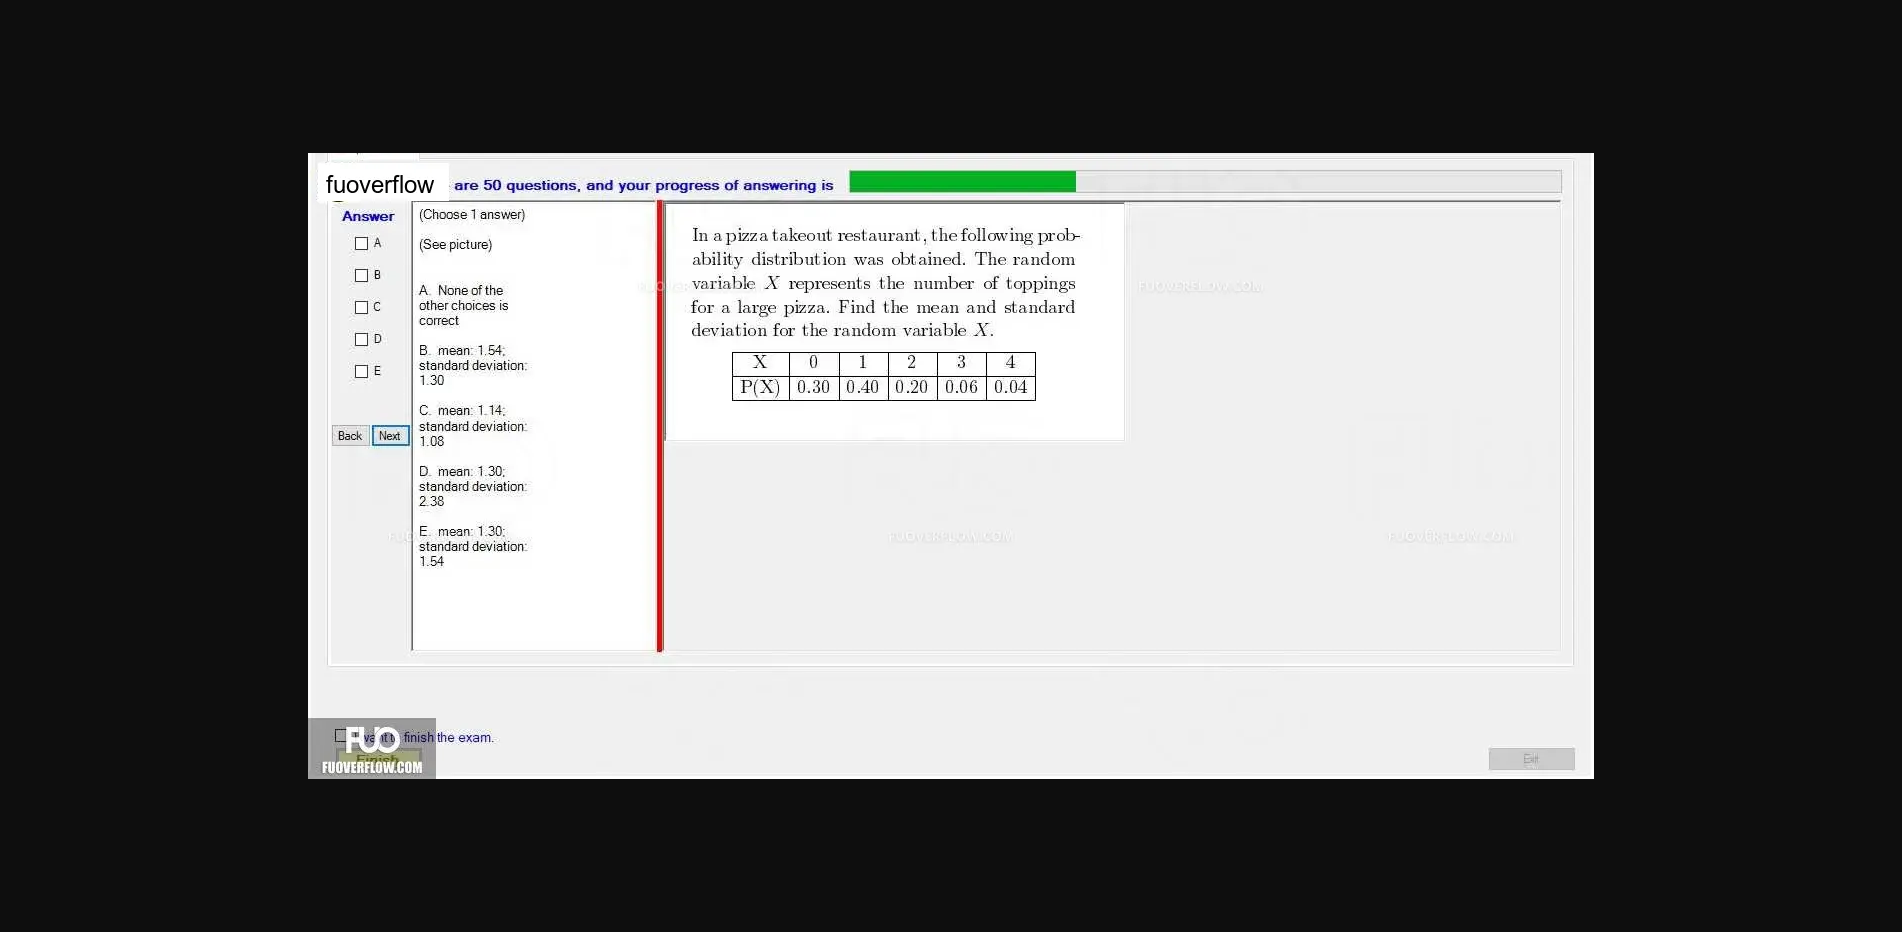 fuoverflow are 50 questions, and your progress of answering is
Answer
A
B
C
D
E
Back Next
(Choose 1 answer)
(See picture)
A. None of the
other choices is
correct
B. mean: 1.54;
standard deviation:
1.30
C. mean: 1.14;
standard deviation:
1.08
D. mean: 1.30;
standard deviation:
2.38
E. mean: 1.30;
standard deviation:
1.54
In a pizza takeout restaurant, the following prob-
ability distribution was obtained. The random
variable X represents the number of toppings
for a large pizza. Find the mean and standard
deviation for the random variable X.
X 0 1 2 3 4
P(X) 0.30 0.40 0.20 0.06 0.04
FUOVERFLOW.COM
FUOVERFLOW.COM
FUOVERFLOW.COM
I want to finish the exam.
Finish
FUO
FUOVERFLOW.COM
Exit